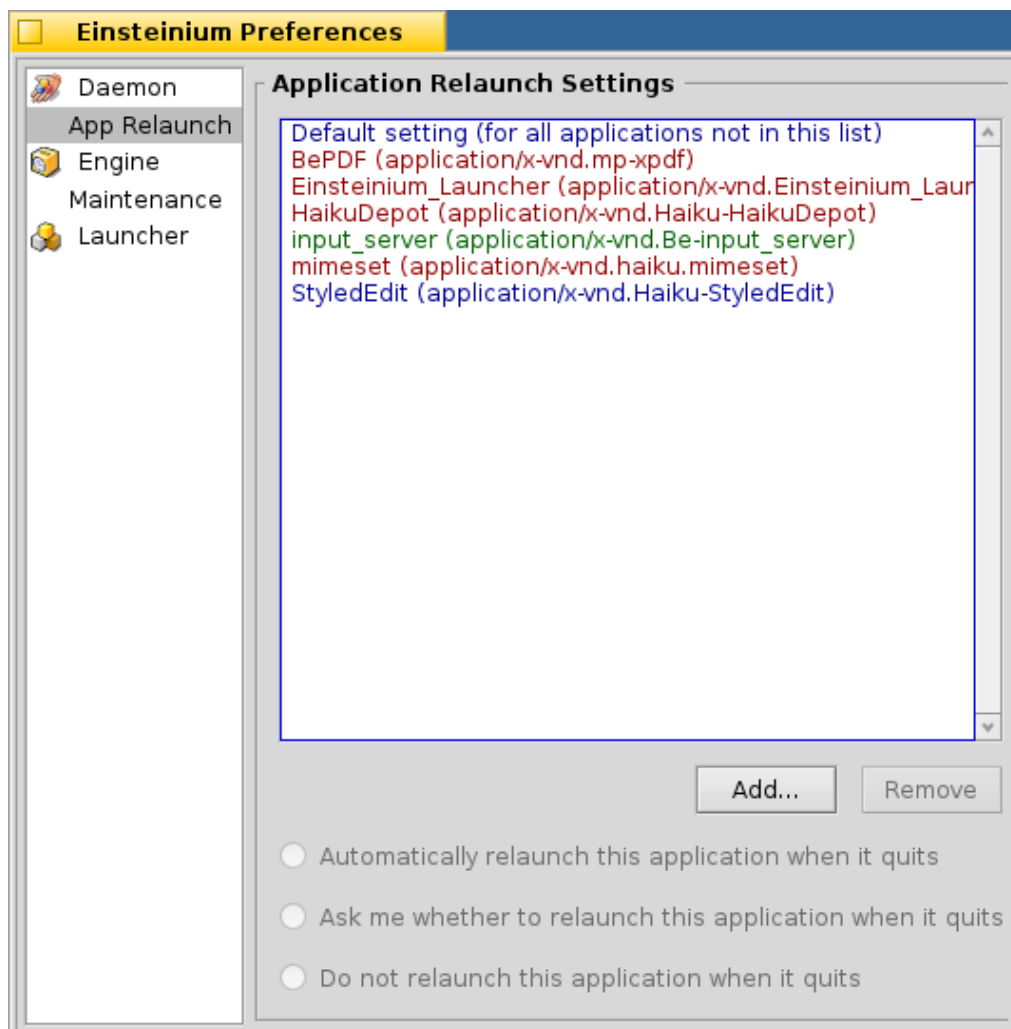 Einsteinium Preferences
Daemon
App Relaunch
Engine
Maintenance
Launcher
Application Relaunch Settings
Default setting (for all applications not in this list)
BePDF (application/x-vnd.mp-xpdf)
Einsteinium_Launcher (application/x-vnd.Einsteinium_Laur
HaikuDepot (application/x-vnd.Haiku-HaikuDepot)
input_server (application/x-vnd.Be-input_server)
mimeset (application/x-vnd.haiku.mimeset)
StyledEdit (application/x-vnd.Haiku-StyledEdit)
Add... Remove
Automatically relaunch this application when it quits
Ask me whether to relaunch this application when it quits
Do not relaunch this application when it quits